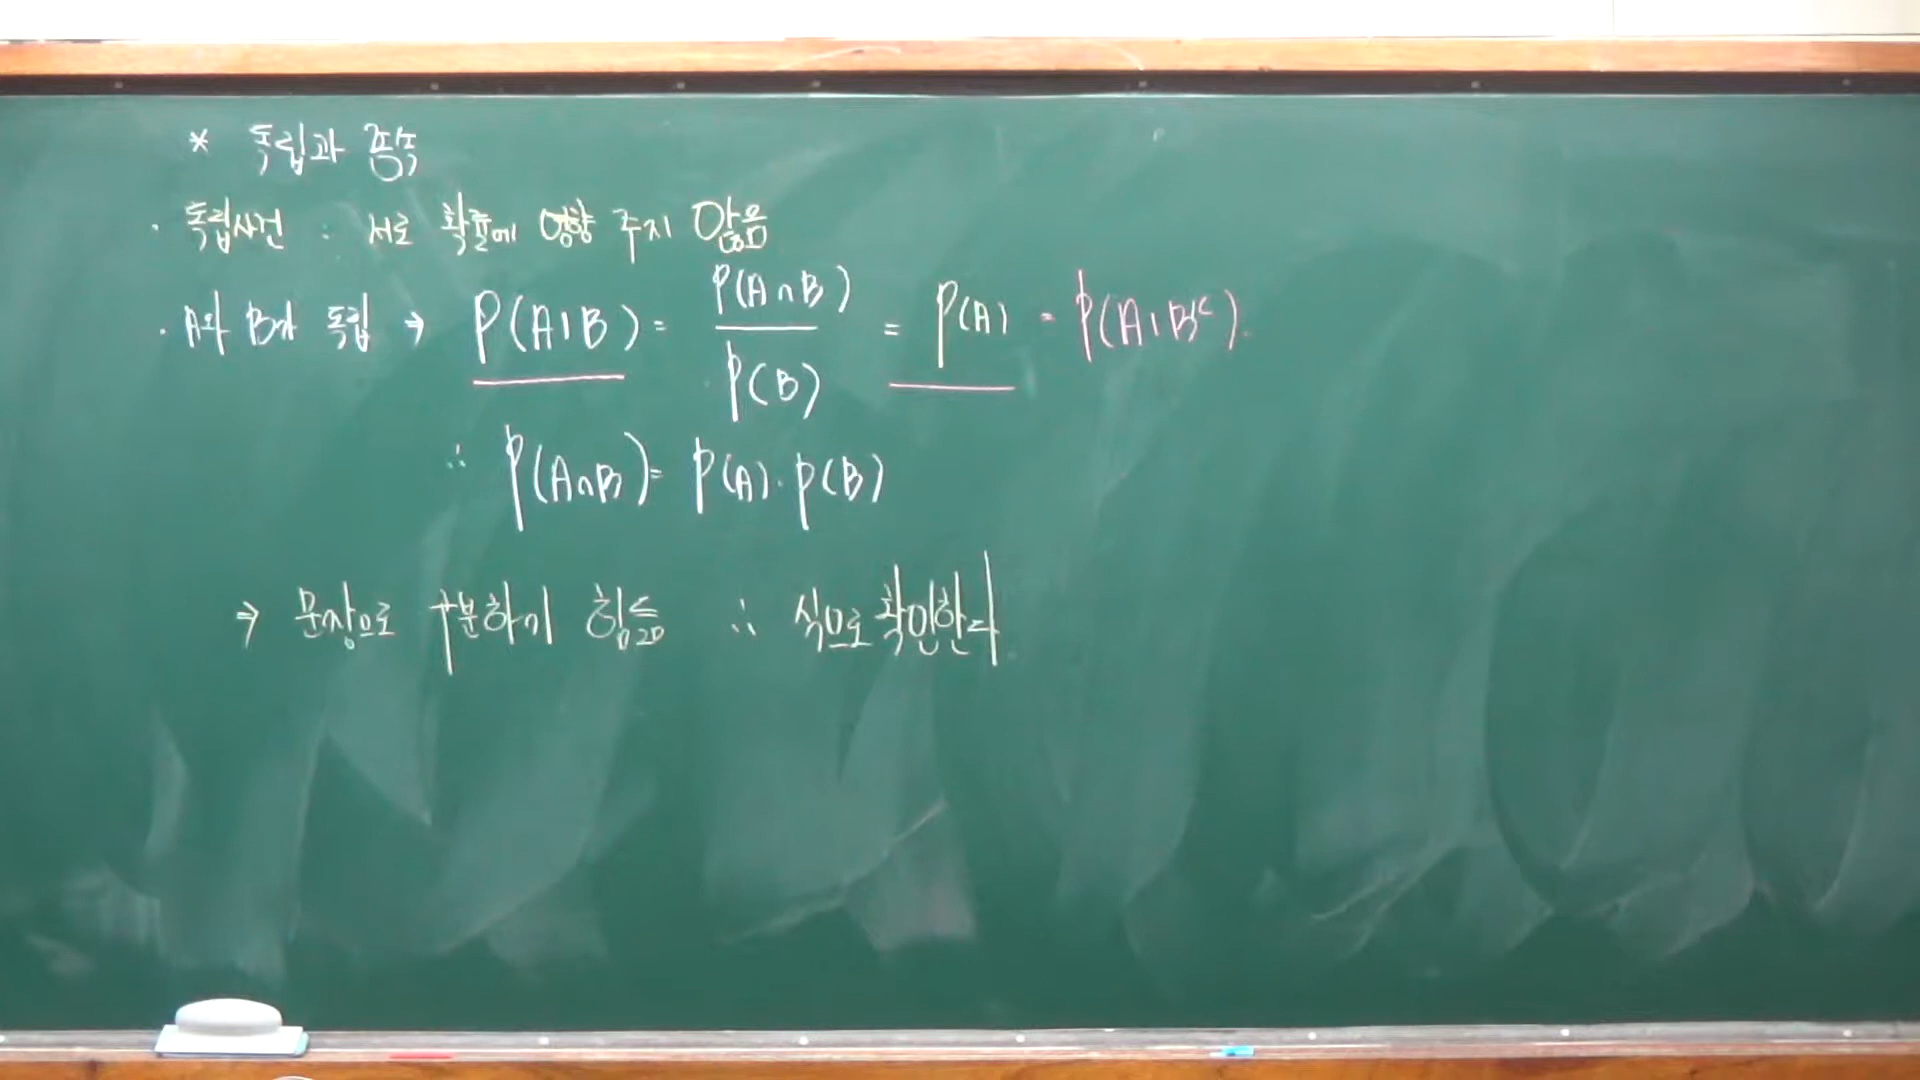 * 독립과 종속
· 독립사건 : 서로 확률에 영향 주지 않음
· A와 B가 독립 ⇒ P(A|B) = P(A∩B) / P(B) = P(A) = P(A|Bᶜ).
∴ P(A∩B) = P(A)·P(B)
⇒ 문장으로 구분하기 힘듦 ∴ 식으로 확인한다.